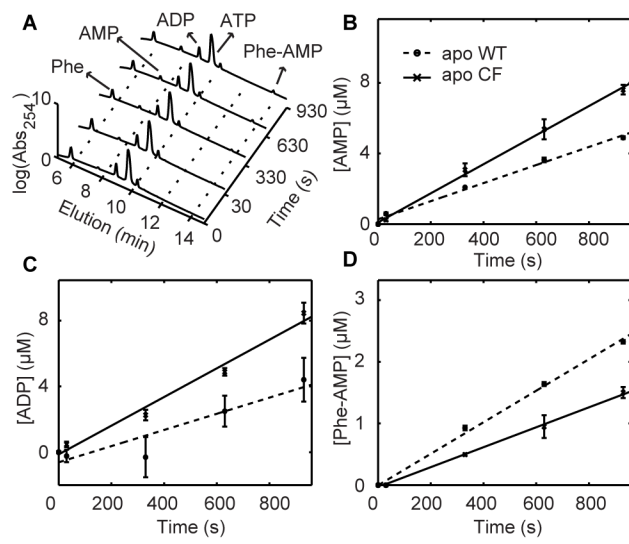 A
ADP
ATP
AMP
Phe-AMP
Phe
10
0
log(Abs254)
6
8
10
12
14
Elution (min)
0
30
330
630
930
Time (s)
B
apo WT
apo CF
8
4
0
[AMP] (μM)
0
200
400
600
800
Time (s)
C
8
4
0
[ADP] (μM)
0
200
400
600
800
Time (s)
D
3
2
1
0
[Phe-AMP] (μM)
0
200
400
600
800
Time (s)